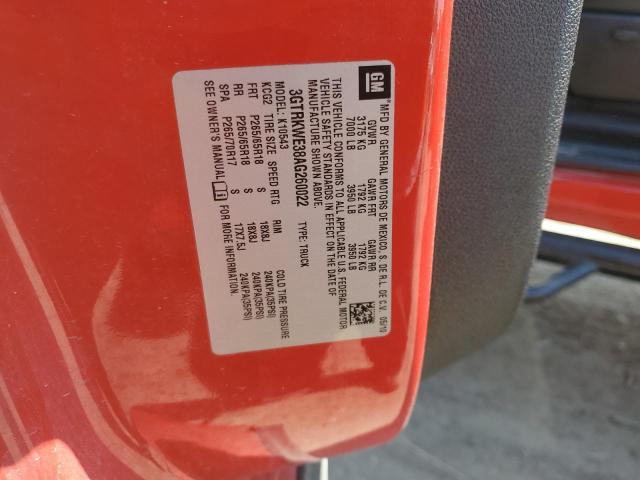 GM
MFD BY GENERAL MOTORS DE MEXICO, S. DE R.L. DE C.V. 05/10
GVWR GAWR FRT GAWR RR
3175 KG 1792 KG 1792 KG
7000 LB 3950 LB 3950 LB
THIS VEHICLE CONFORMS TO ALL APPLICABLE U.S. FEDERAL MOTOR
VEHICLE SAFETY STANDARDS IN EFFECT ON THE DATE OF
MANUFACTURE SHOWN ABOVE.
3GTRKWE38AG260022 TYPE: TRUCK
MODEL: K10543
KCG2 TIRE SIZE SPEED RTG RIM COLD TIRE PRESSURE
FRT P265/65R18 S 18X8J 240KPA(35PSI)
RR P265/65R18 S 18X8J 240KPA(35PSI)
SPA P265/70R17 S 17X7.5J 240KPA(35PSI)
SEE OWNER'S MANUAL FOR MORE INFORMATION.